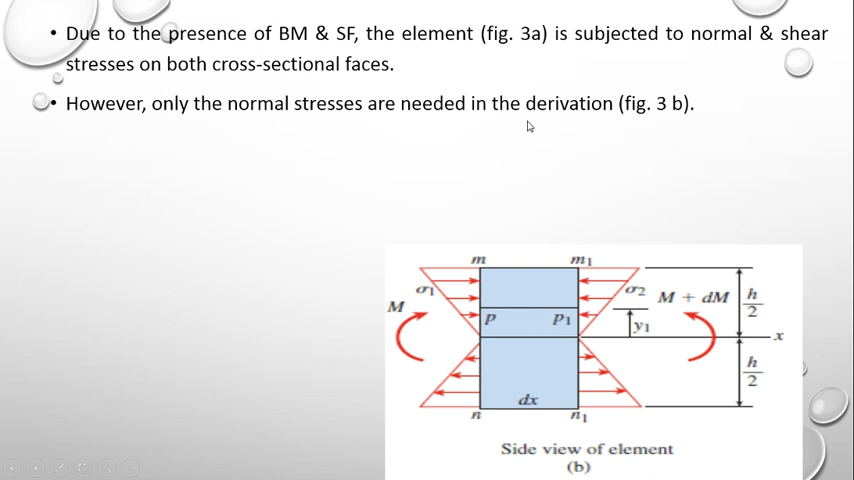 • Due to the presence of BM & SF, the element (fig. 3a) is subjected to normal & shear
stresses on both cross-sectional faces.
• However, only the normal stresses are needed in the derivation (fig. 3 b).
m m1
σ1 σ2 M + dM h/2
M
p p1 y1
x
h/2
dx
n n1
Side view of element
(b)